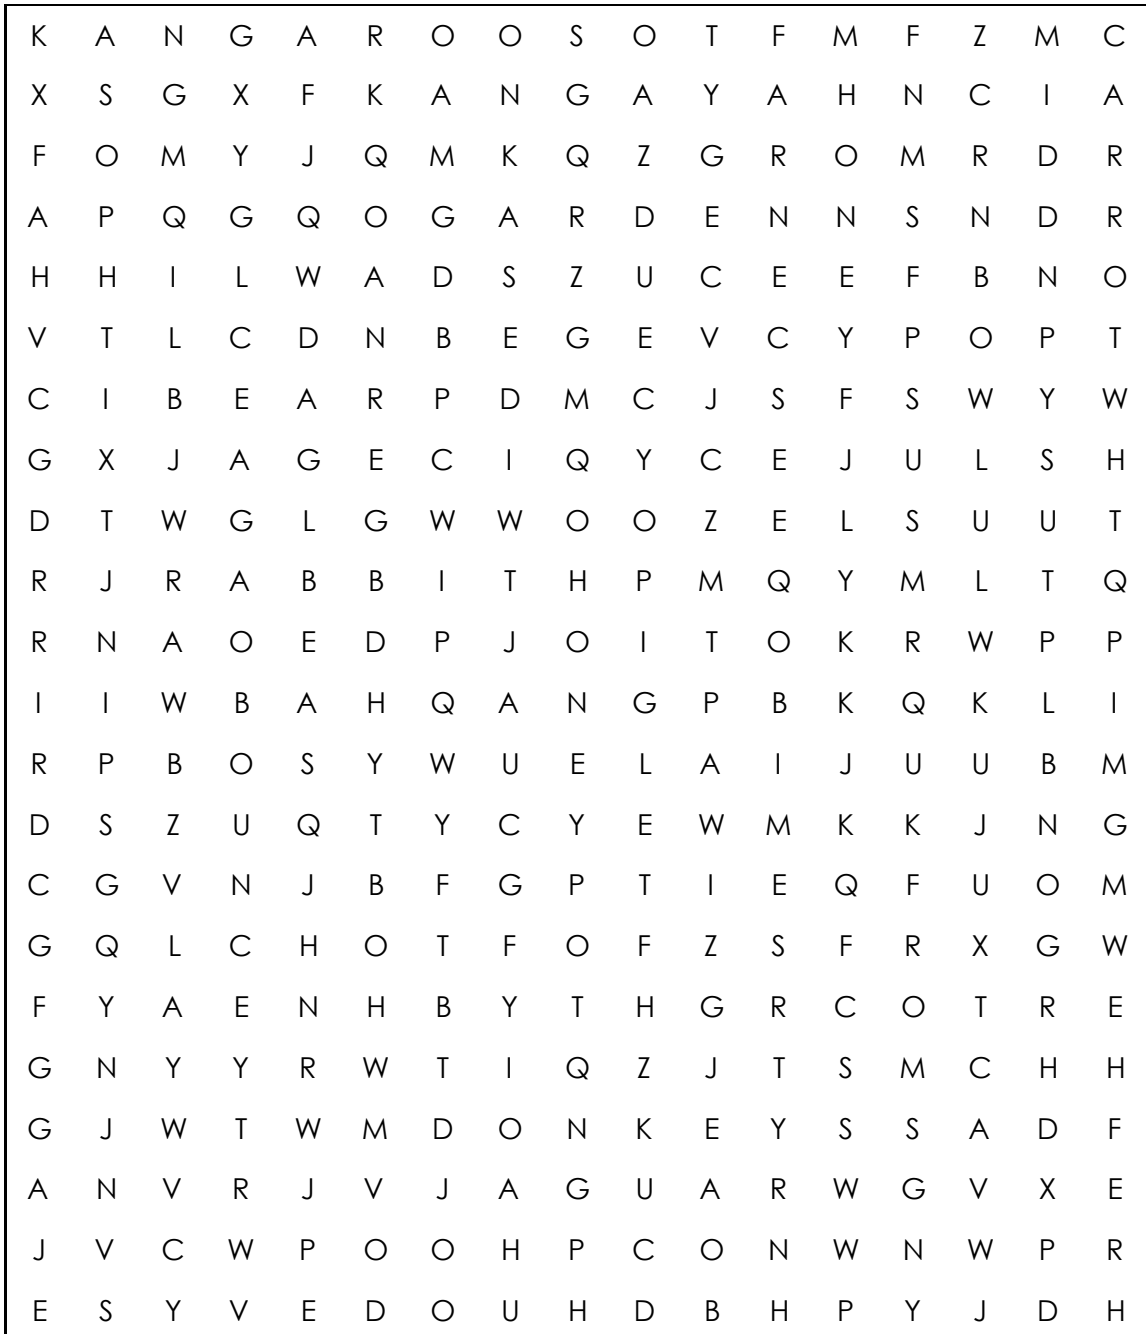 K A N G A R O O S O T F M F Z M C
X S G X F K A N G A Y A H N C I A
F O M Y J Q M K Q Z G R O M R D R
A P Q G Q O G A R D E N N S N D R
H H I L W A D S Z U C E E F B N O
V T L C D N B E G E V C Y P O P T
C I B E A R P D M C J S F S W Y W
G X J A G E C I Q Y C E J U L S H
D T W G L G W W O O Z E L S U U T
R J R A B B I T H P M Q Y M L T Q
R N A O E D P J O I T O K R W P P
I I W B A H Q A N G P B K Q K L I
R P B O S Y W U E L A I J U U B M
D S Z U Q T Y C Y E W M K K J N G
C G V N J B F G P T I E Q F U O M
G Q L C H O T F O F Z S F R X G W
F Y A E N H B Y T H G R C O T R E
G N Y Y R W T I Q Z J T S M C H H
G J W T W M D O N K E Y S S A D F
A N V R J V J A G U A R W G V X E
J V C W P O O H P C O N W N W P R
E S Y V E D O U H D B H P Y J D H